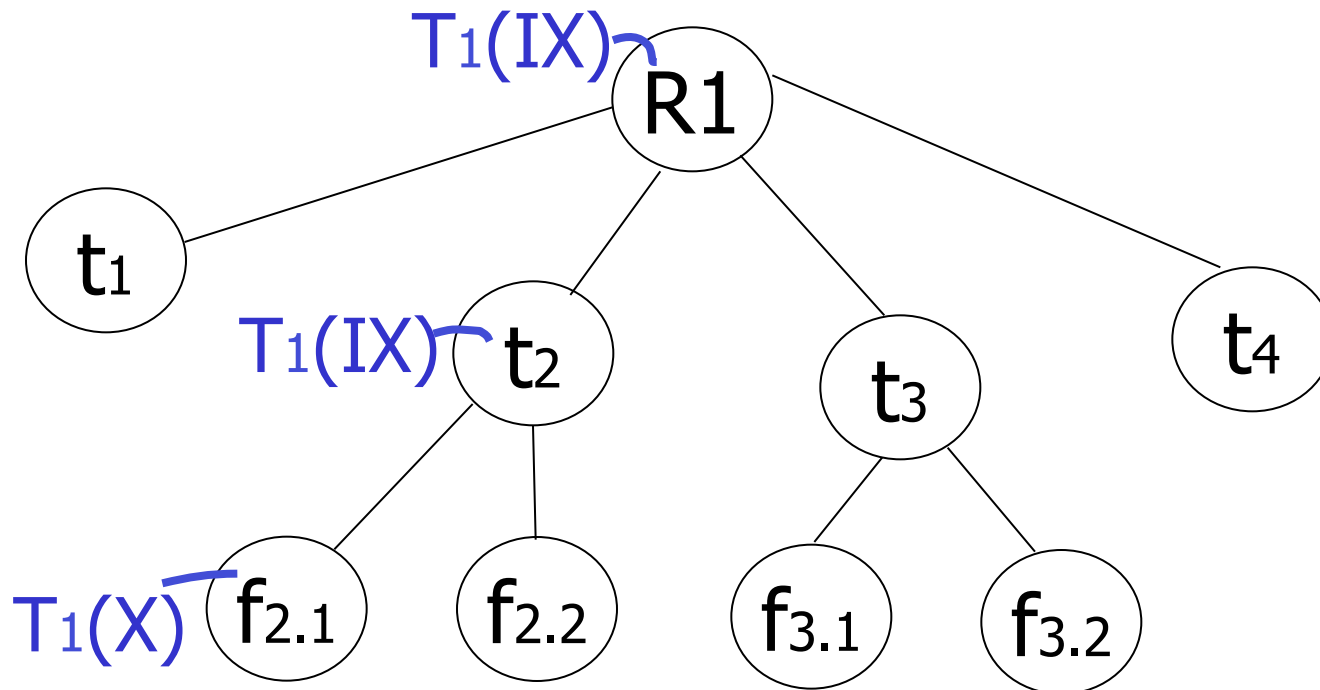 T1(IX)
R1
t1
T1(IX)
t2
t3
t4
T1(X)
f2.1
f2.2
f3.1
f3.2